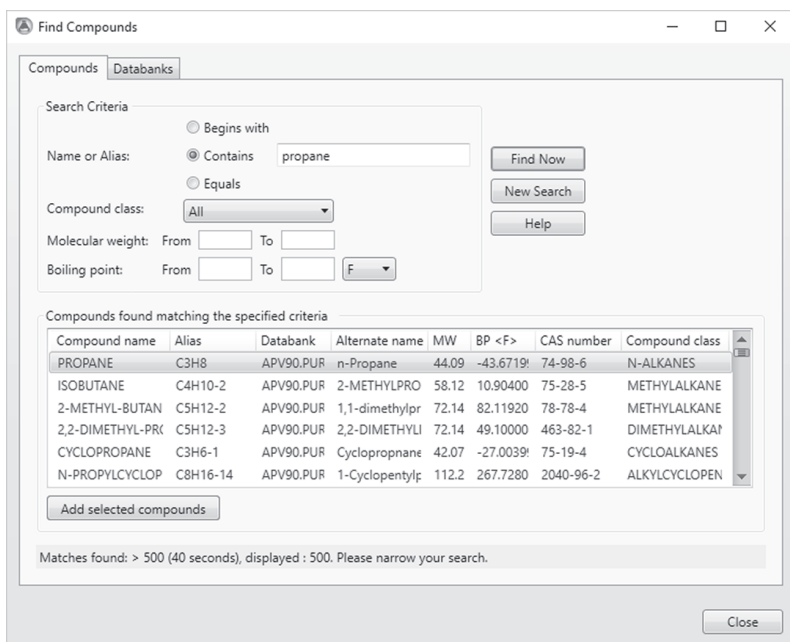 Find Compounds
Compounds Databanks
Search Criteria
Begins with
Name or Alias: Contains propane Find Now
Equals New Search
Compound class: All Help
Molecular weight: From To
Boiling point: From To F
Compounds found matching the specified criteria
Compound name Alias Databank Alternate name MW BP <F> CAS number Compound class
PROPANE C3H8 APV90.PUR n-Propane 44.09 -43.6719 74-98-6 N-ALKANES
ISOBUTANE C4H10-2 APV90.PUR 2-METHYLPRO 58.12 10.90400 75-28-5 METHYLALKANE
2-METHYL-BUTAN C5H12-2 APV90.PUR 1,1-dimethylpr 72.14 82.11920 78-78-4 METHYLALKANE
2,2-DIMETHYL-PR( C5H12-3 APV90.PUR 2,2-DIMETHYLI 72.14 49.10000 463-82-1 DIMETHYLALKAN
CYCLOPROPANE C3H6-1 APV90.PUR Cyclopropnane 42.07 -27.0039 75-19-4 CYCLOALKANES
N-PROPYLCYCLOP C8H16-14 APV90.PUR 1-Cyclopentylp 112.2 267.7280 2040-96-2 ALKYLCYCLOPEN
Add selected compounds
Matches found: > 500 (40 seconds), displayed : 500. Please narrow your search.
Close